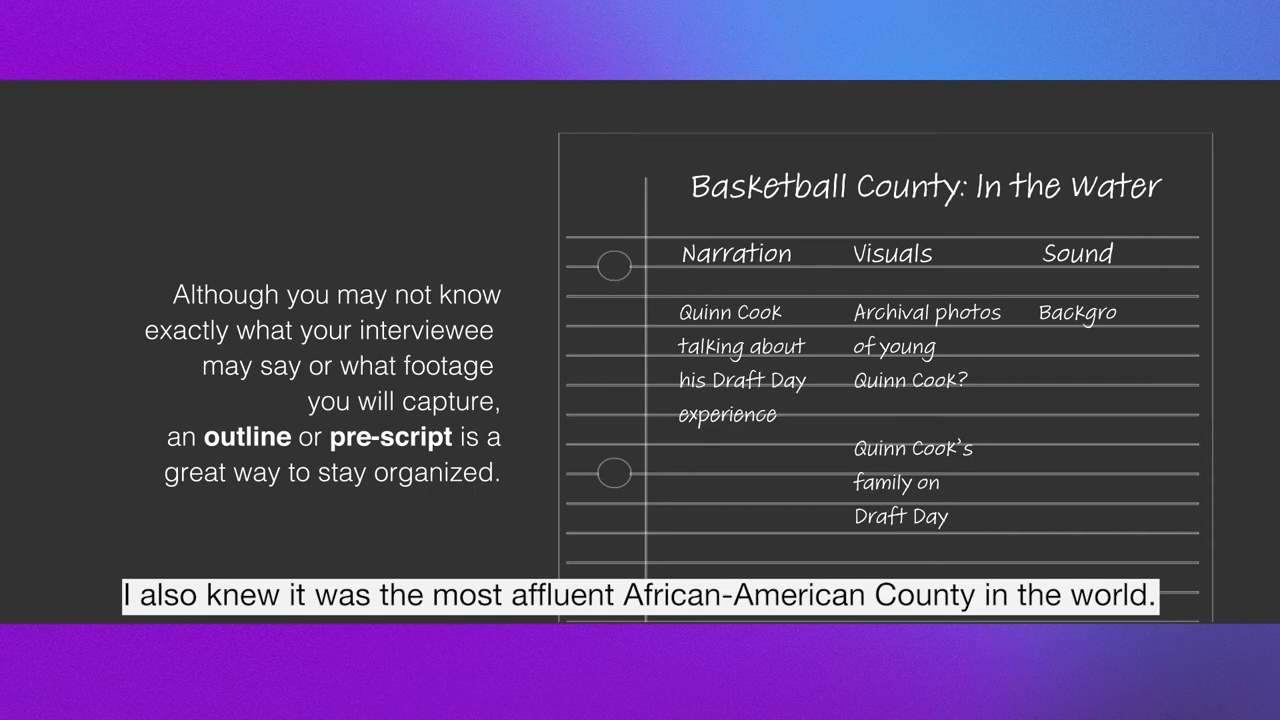 Although you may not know
exactly what your interviewee
may say or what footage
you will capture,
an outline or pre-script is a
great way to stay organized.
Basketball County: In the Water
Narration Visuals Sound
Quinn Cook Archival photos Backgro
talking about of young
his Draft Day Quinn Cook?
experience
Quinn Cook's
family on
Draft Day
I also knew it was the most affluent African-American County in the world.